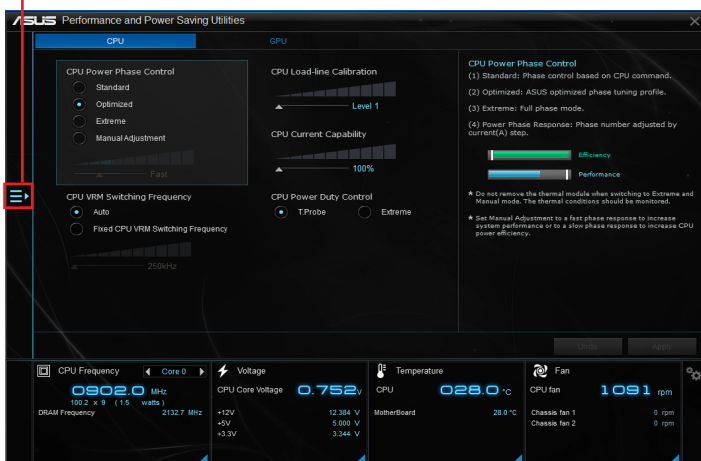 ASUS Performance and Power Saving Utilities
CPU
GPU
CPU Power Phase Control
Standard
Optimized
Extreme
Manual Adjustment
Fast
CPU VRM Switching Frequency
Auto
Fixed CPU VRM Switching Frequency
250kHz
CPU Load-line Calibration
Level 1
CPU Current Capability
100%
CPU Power Duty Control
T.Probe
Extreme
CPU Power Phase Control
(1) Standard: Phase control based on CPU command.
(2) Optimized: ASUS optimized phase tuning profile.
(3) Extreme: Full phase mode.
(4) Power Phase Response: Phase number adjusted by
current(A) step.
Efficiency
Performance
* Do not remove the thermal module when switching to Extreme and
Manual mode. The thermal conditions should be monitored.
* Set Manual Adjustment to a fast phase response to increase
system performance or to a slow phase response to increase CPU
power efficiency.
Undo
Apply
CPU Frequency
Core 0
0902.0 MHz
100.2 x 9 (1.5 watts)
DRAM Frequency 2132.7 MHz
Voltage
CPU Core Voltage 0.752V
+12V 12.384 V
+5V 5.000 V
+3.3V 3.344 V
Temperature
CPU 028.0 °C
MotherBoard 28.0 °C
Fan
CPU fan 1091 rpm
Chassis fan 1 0 rpm
Chassis fan 2 0 rpm